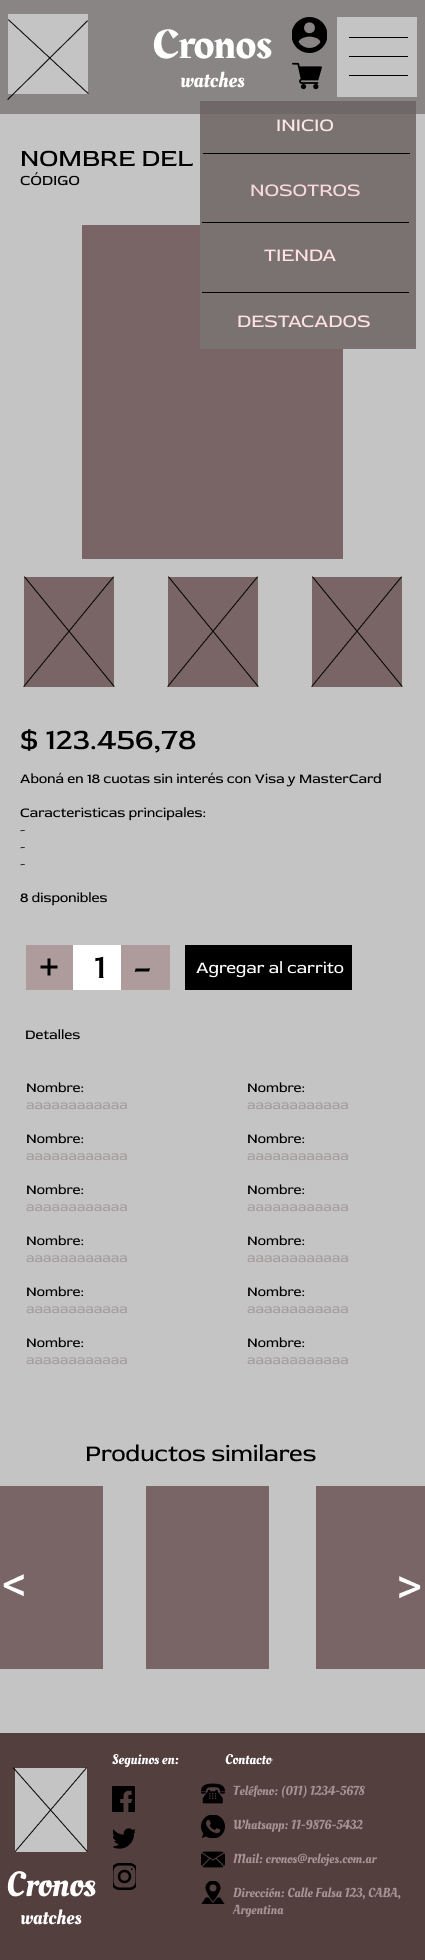 Cronos
watches
INICIO
NOMBRE DEL
CÓDIGO
NOSOTROS
TIENDA
DESTACADOS
$ 123.456,78
Aboná en 18 cuotas sin interés con Visa y MasterCard
Caracteristicas principales:
-
-
-
8 disponibles
+ 1 -
Agregar al carrito
Detalles
Nombre: Nombre:
aaaaaaaaaaaa aaaaaaaaaaaa
Nombre: Nombre:
aaaaaaaaaaaa aaaaaaaaaaaa
Nombre: Nombre:
aaaaaaaaaaaa aaaaaaaaaaaa
Nombre: Nombre:
aaaaaaaaaaaa aaaaaaaaaaaa
Nombre: Nombre:
aaaaaaaaaaaa aaaaaaaaaaaa
Nombre: Nombre:
aaaaaaaaaaaa aaaaaaaaaaaa
Productos similares
< >
Seguinos en:
Contacto
Teléfono: (011) 1234-5678
Whatsapp: 11-9876-5432
Mail: cronos@relojes.com.ar
Dirección: Calle Falsa 123, CABA,
Argentina
Cronos
watches